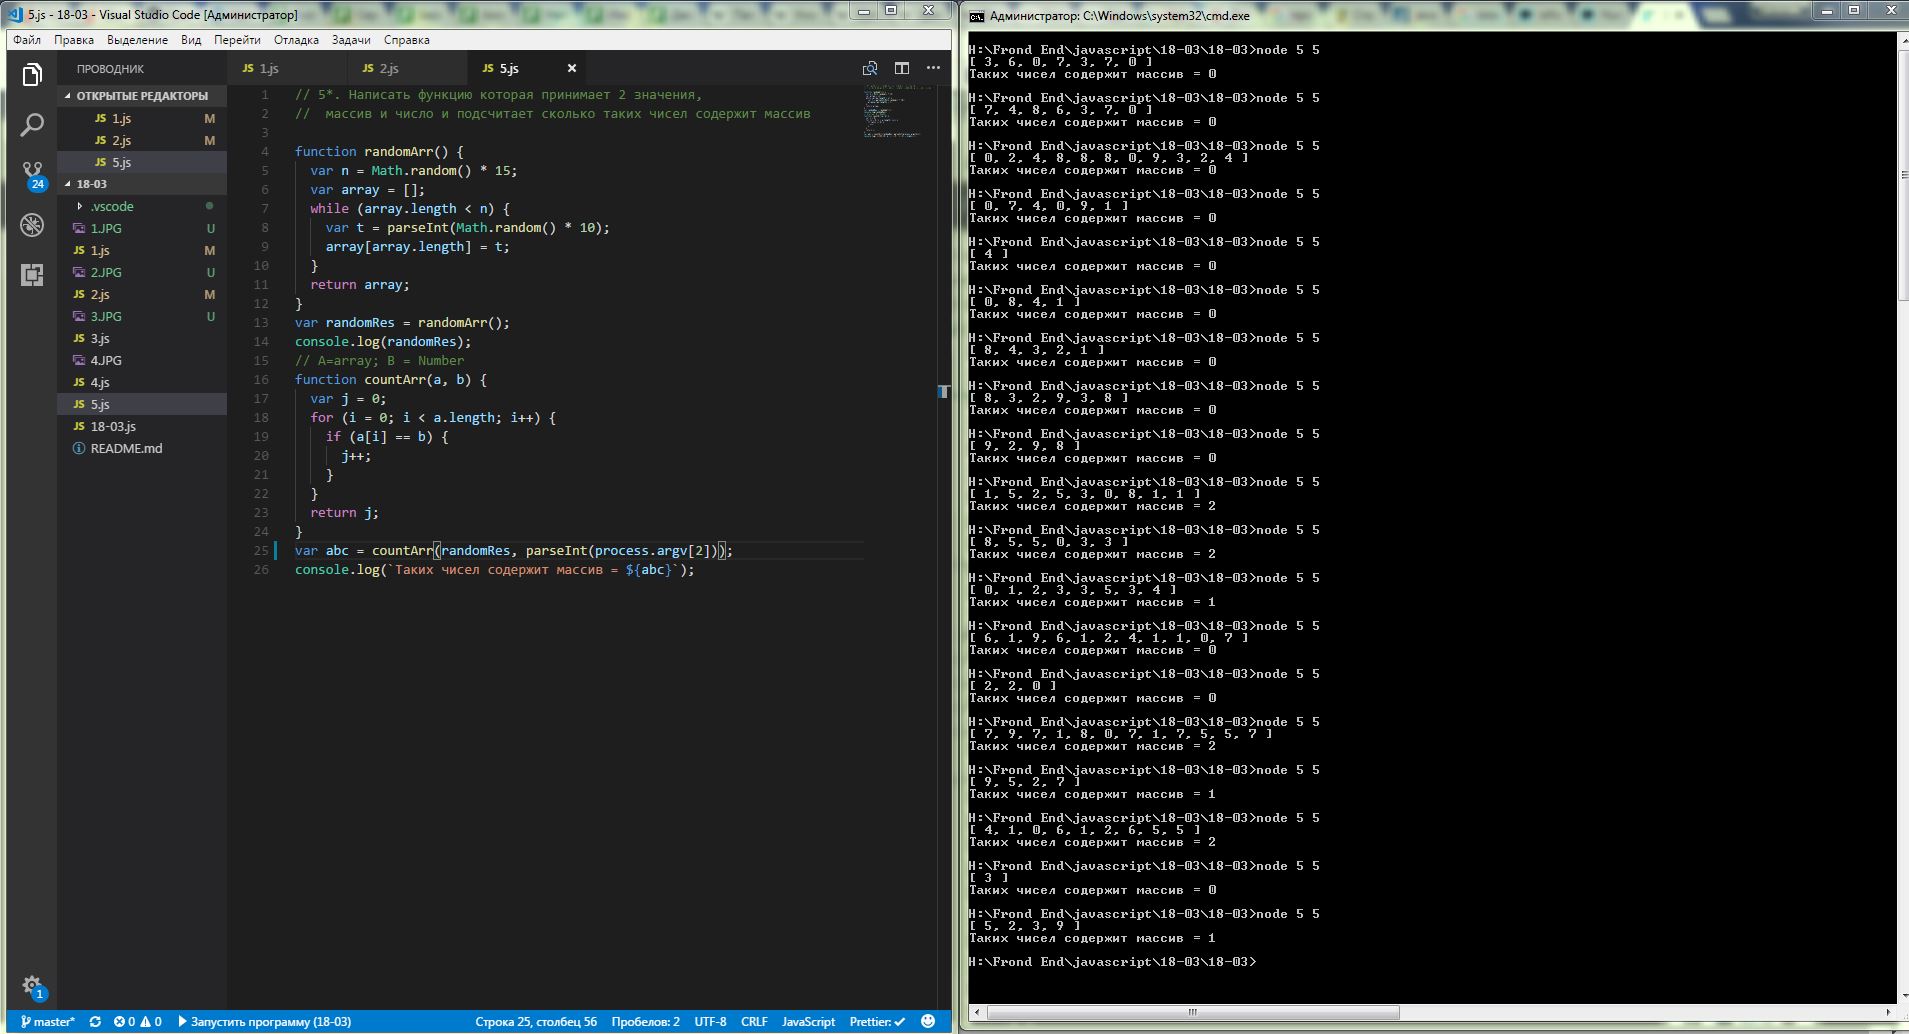 5.js - 18-03 - Visual Studio Code [Администратор]
Файл Правка Выделение Вид Перейти Отладка Задачи Справка
ПРОВОДНИК
ОТКРЫТЫЕ РЕДАКТОРЫ
JS 1.js M
JS 2.js M
JS 5.js
18-03
.vscode
1.JPG U
JS 1.js M
2.JPG U
JS 2.js M
3.JPG U
JS 3.js
4.JPG
JS 4.js
JS 5.js
JS 18-03.js
README.md
24
1
JS 1.js JS 2.js JS 5.js
1 // 5*. Написать функцию которая принимает 2 значения,
2 //  массив и число и подсчитает сколько таких чисел содержит массив
3
4 function randomArr() {
5   var n = Math.random() * 15;
6   var array = [];
7   while (array.length < n) {
8     var t = parseInt(Math.random() * 10);
9     array[array.length] = t;
10   }
11   return array;
12 }
13 var randomRes = randomArr();
14 console.log(randomRes);
15 // A=array; B = Number
16 function countArr(a, b) {
17   var j = 0;
18   for (i = 0; i < a.length; i++) {
19     if (a[i] == b) {
20       j++;
21     }
22   }
23   return j;
24 }
25 var abc = countArr(randomRes, parseInt(process.argv[2]));
26 console.log(`Таких чисел содержит массив = ${abc}`);
master* 0 0 Запустить программу (18-03) Строка 25, столбец 56 Пробелов: 2 UTF-8 CRLF JavaScript Prettier: ✓
Администратор: C:\Windows\system32\cmd.exe
H:\Frond End\javascript\18-03\18-03>node 5 5
[ 3, 6, 0, 7, 3, 7, 0 ]
Таких чисел содержит массив = 0
H:\Frond End\javascript\18-03\18-03>node 5 5
[ 7, 4, 8, 6, 3, 7, 0 ]
Таких чисел содержит массив = 0
H:\Frond End\javascript\18-03\18-03>node 5 5
[ 0, 2, 4, 8, 8, 8, 0, 9, 3, 2, 4 ]
Таких чисел содержит массив = 0
H:\Frond End\javascript\18-03\18-03>node 5 5
[ 0, 7, 4, 0, 9, 1 ]
Таких чисел содержит массив = 0
H:\Frond End\javascript\18-03\18-03>node 5 5
[ 4 ]
Таких чисел содержит массив = 0
H:\Frond End\javascript\18-03\18-03>node 5 5
[ 0, 8, 4, 1 ]
Таких чисел содержит массив = 0
H:\Frond End\javascript\18-03\18-03>node 5 5
[ 8, 4, 3, 2, 1 ]
Таких чисел содержит массив = 0
H:\Frond End\javascript\18-03\18-03>node 5 5
[ 8, 3, 2, 9, 3, 8 ]
Таких чисел содержит массив = 0
H:\Frond End\javascript\18-03\18-03>node 5 5
[ 9, 2, 9, 8 ]
Таких чисел содержит массив = 0
H:\Frond End\javascript\18-03\18-03>node 5 5
[ 1, 5, 2, 5, 3, 0, 8, 1, 1 ]
Таких чисел содержит массив = 2
H:\Frond End\javascript\18-03\18-03>node 5 5
[ 8, 5, 5, 0, 3, 3 ]
Таких чисел содержит массив = 2
H:\Frond End\javascript\18-03\18-03>node 5 5
[ 0, 1, 2, 3, 3, 5, 3, 4 ]
Таких чисел содержит массив = 1
H:\Frond End\javascript\18-03\18-03>node 5 5
[ 6, 1, 9, 6, 1, 2, 4, 1, 1, 0, 7 ]
Таких чисел содержит массив = 0
H:\Frond End\javascript\18-03\18-03>node 5 5
[ 2, 2, 0 ]
Таких чисел содержит массив = 0
H:\Frond End\javascript\18-03\18-03>node 5 5
[ 7, 9, 7, 1, 8, 0, 7, 1, 7, 5, 5, 7 ]
Таких чисел содержит массив = 2
H:\Frond End\javascript\18-03\18-03>node 5 5
[ 9, 5, 2, 7 ]
Таких чисел содержит массив = 1
H:\Frond End\javascript\18-03\18-03>node 5 5
[ 4, 1, 0, 6, 1, 2, 6, 5, 5 ]
Таких чисел содержит массив = 2
H:\Frond End\javascript\18-03\18-03>node 5 5
[ 3 ]
Таких чисел содержит массив = 0
H:\Frond End\javascript\18-03\18-03>node 5 5
[ 5, 2, 3, 9 ]
Таких чисел содержит массив = 1
H:\Frond End\javascript\18-03\18-03>